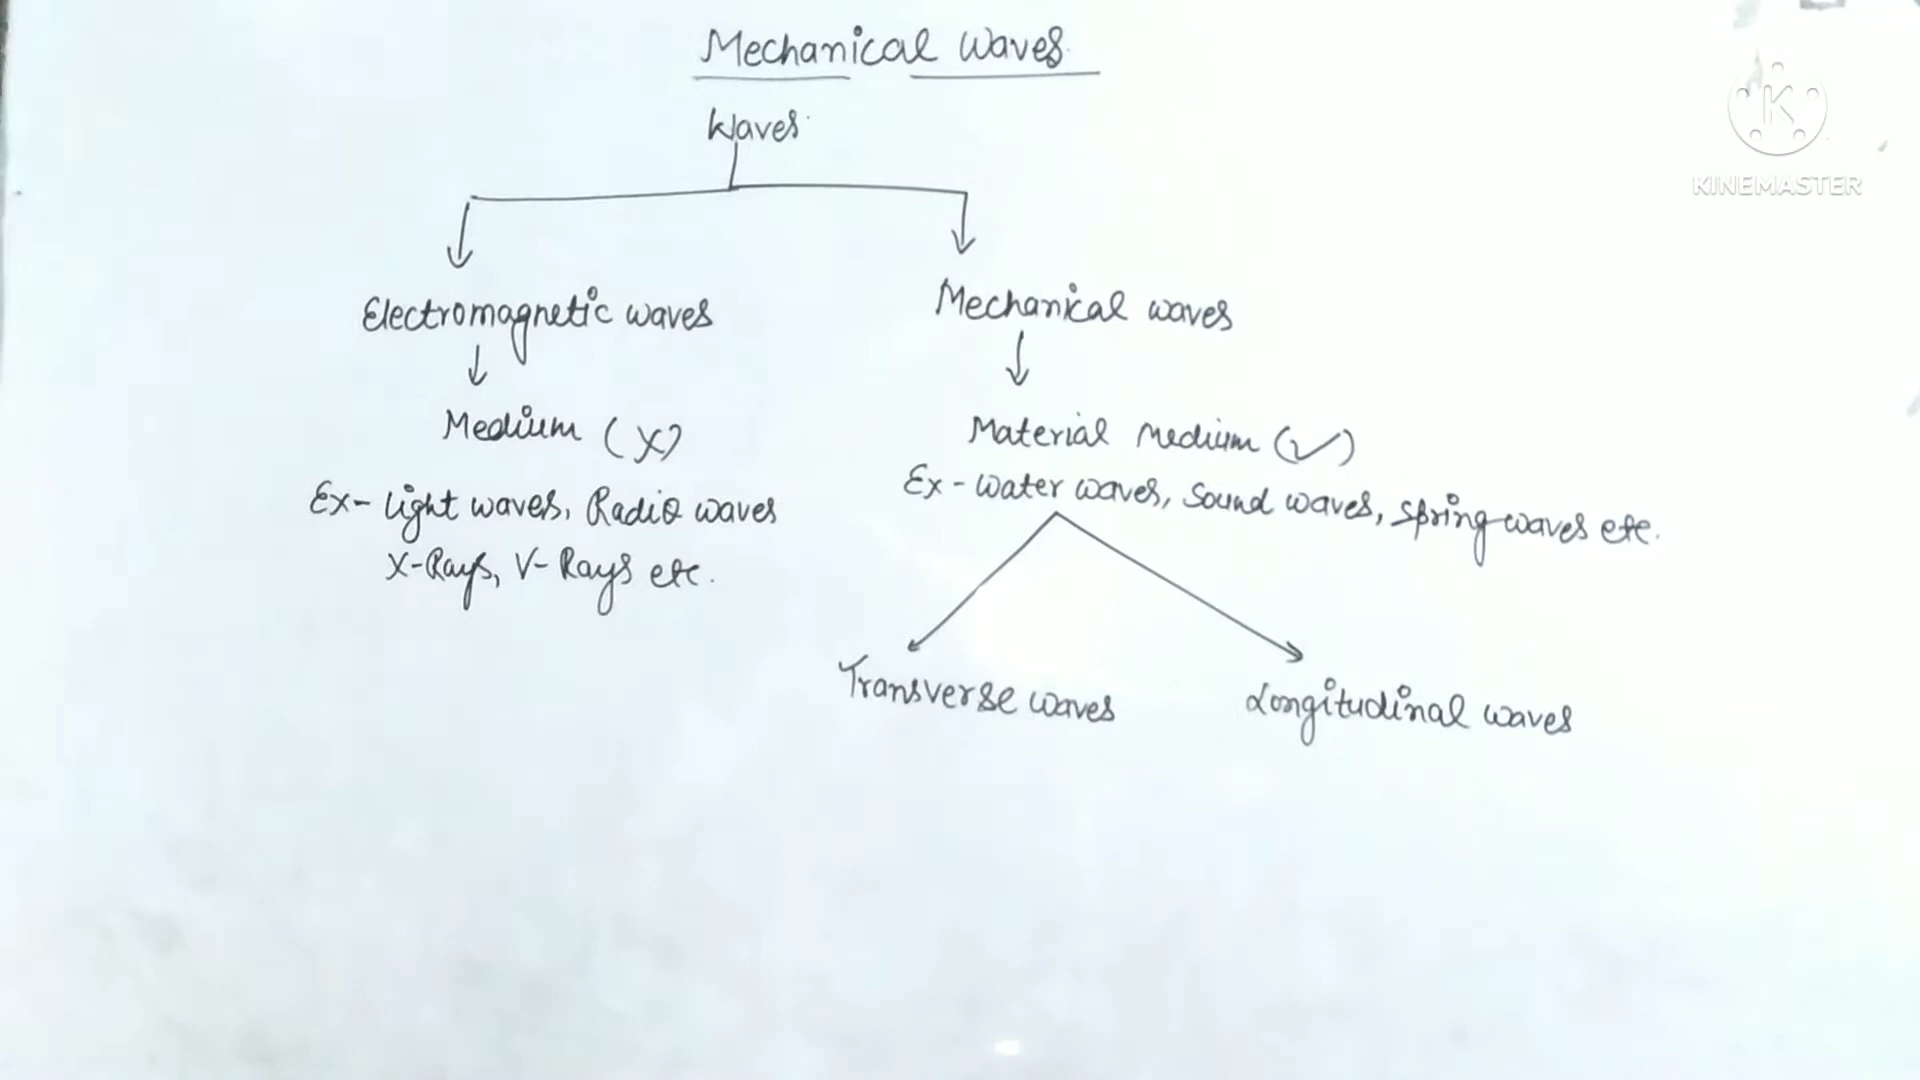 Mechanical Waves
Waves
KINEMASTER
Electromagnetic waves
Mechanical waves
Medium (X)
Material medium (✓)
Ex- light waves, Radio waves
X-Rays, V-Rays etc.
Ex - water waves, sound waves, spring waves etc.
Transverse waves
Longitudinal waves